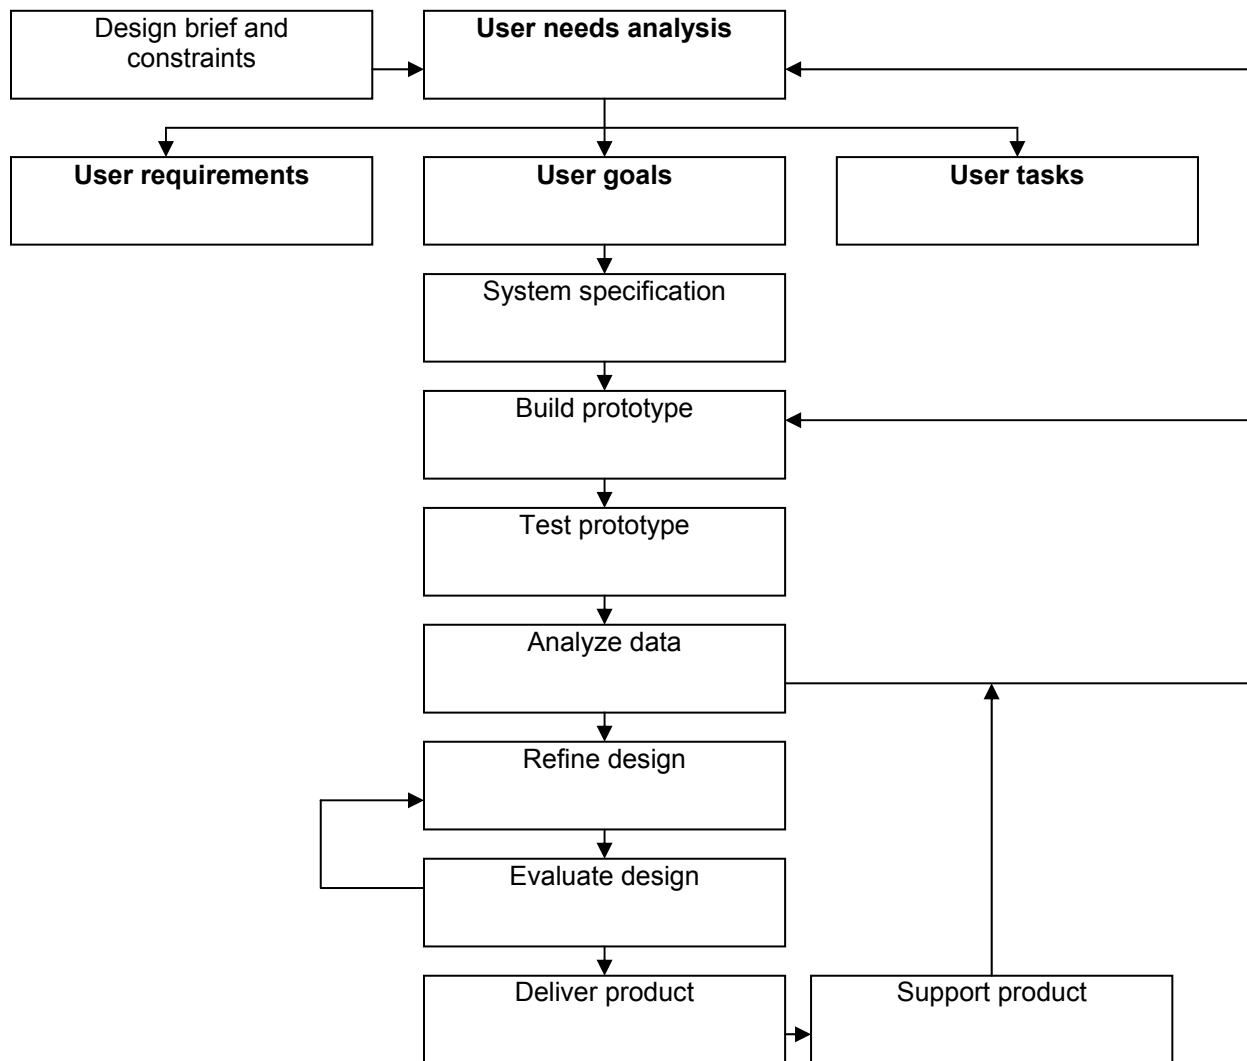 Design brief and
constraints
User needs analysis
User requirements
User goals
User tasks
System specification
Build prototype
Test prototype
Analyze data
Refine design
Evaluate design
Deliver product
Support product